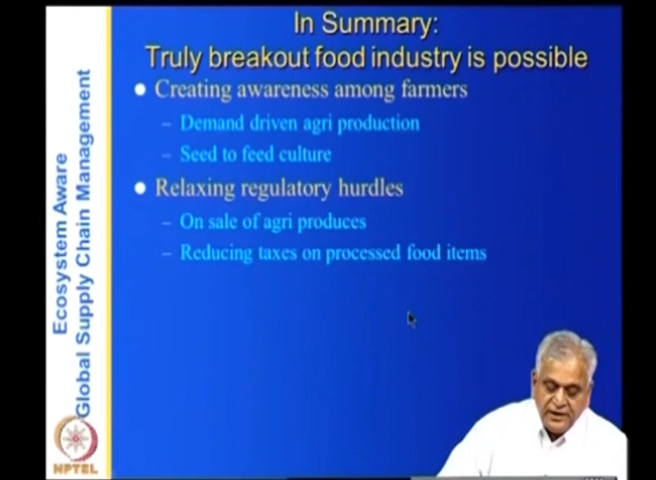 In Summary:
Truly breakout food industry is possible
Creating awareness among farmers
– Demand driven agri production
– Seed to feed culture
Relaxing regulatory hurdles
– On sale of agri produces
– Reducing taxes on processed food items
Ecosystem Aware
Global Supply Chain Management
NPTEL